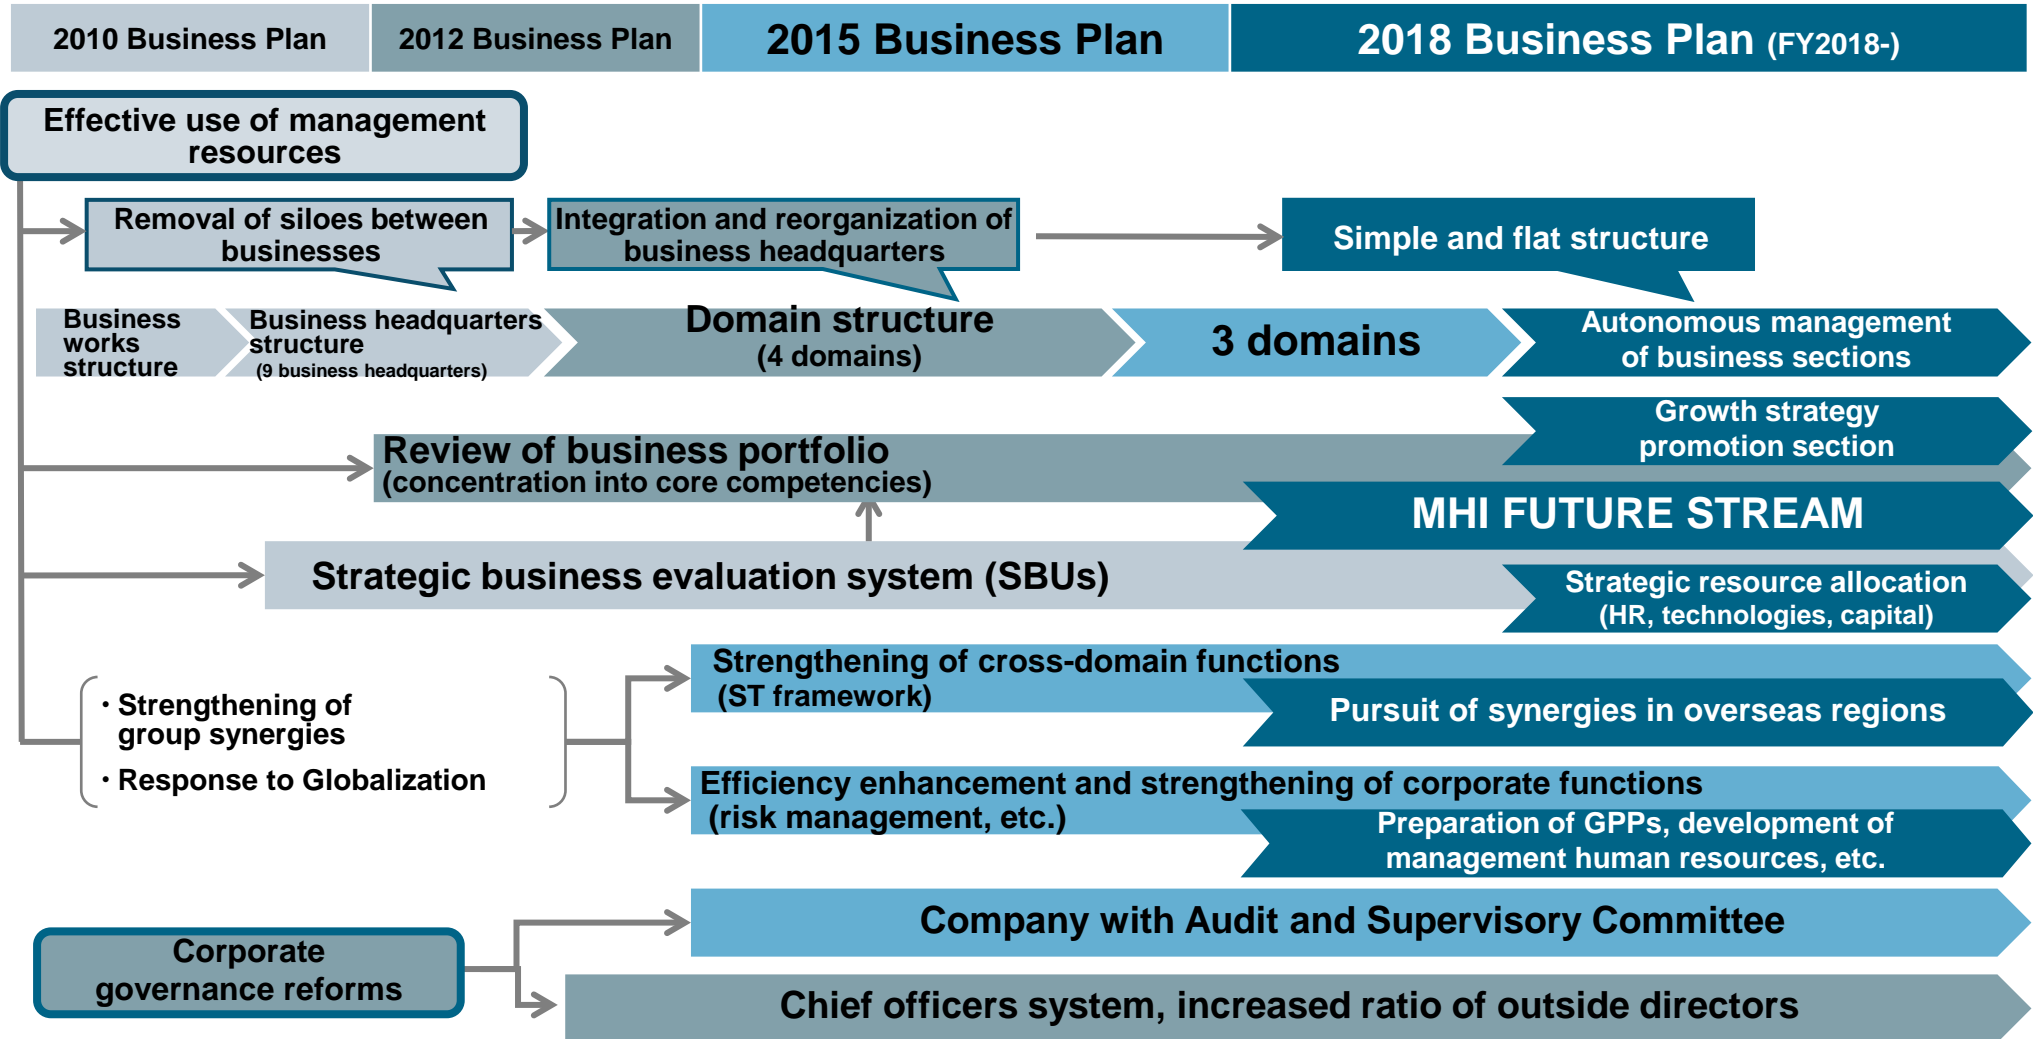 2010 Business Plan
2012 Business Plan
2015 Business Plan
2018 Business Plan (FY2018-)
Effective use of management
resources
Removal of siloes between
businesses
Integration and reorganization of
business headquarters
Simple and flat structure
Business
works
structure
Business headquarters
structure
(9 business headquarters)
Domain structure
(4 domains)
3 domains
Autonomous management
of business sections
Growth strategy
promotion section
Review of business portfolio
(concentration into core competencies)
MHI FUTURE STREAM
Strategic business evaluation system (SBUs)
Strategic resource allocation
(HR, technologies, capital)
・Strengthening of
group synergies
・Response to Globalization
Strengthening of cross-domain functions
(ST framework)
Pursuit of synergies in overseas regions
Efficiency enhancement and strengthening of corporate functions
(risk management, etc.)
Preparation of GPPs, development of
management human resources, etc.
Corporate
governance reforms
Company with Audit and Supervisory Committee
Chief officers system, increased ratio of outside directors